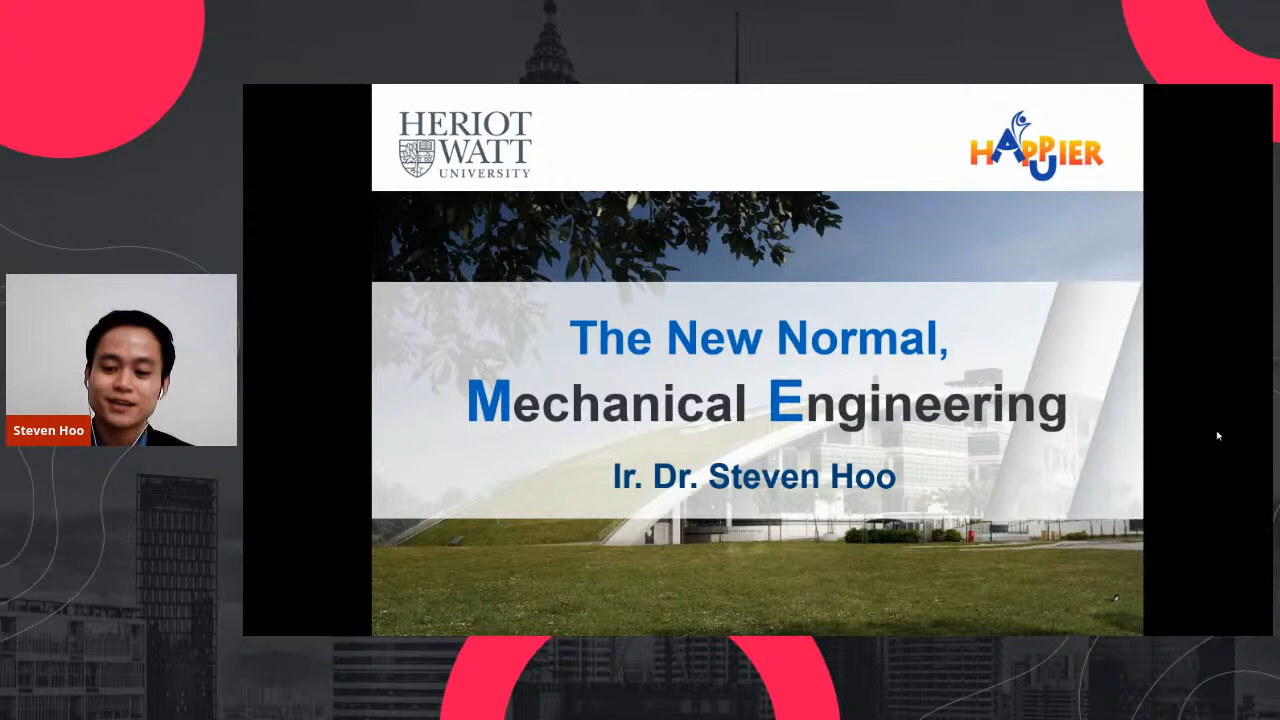 HERIOT
WATT
UNIVERSITY
HAPPIER
U
The New Normal,
Mechanical Engineering
Ir. Dr. Steven Hoo
Steven Hoo